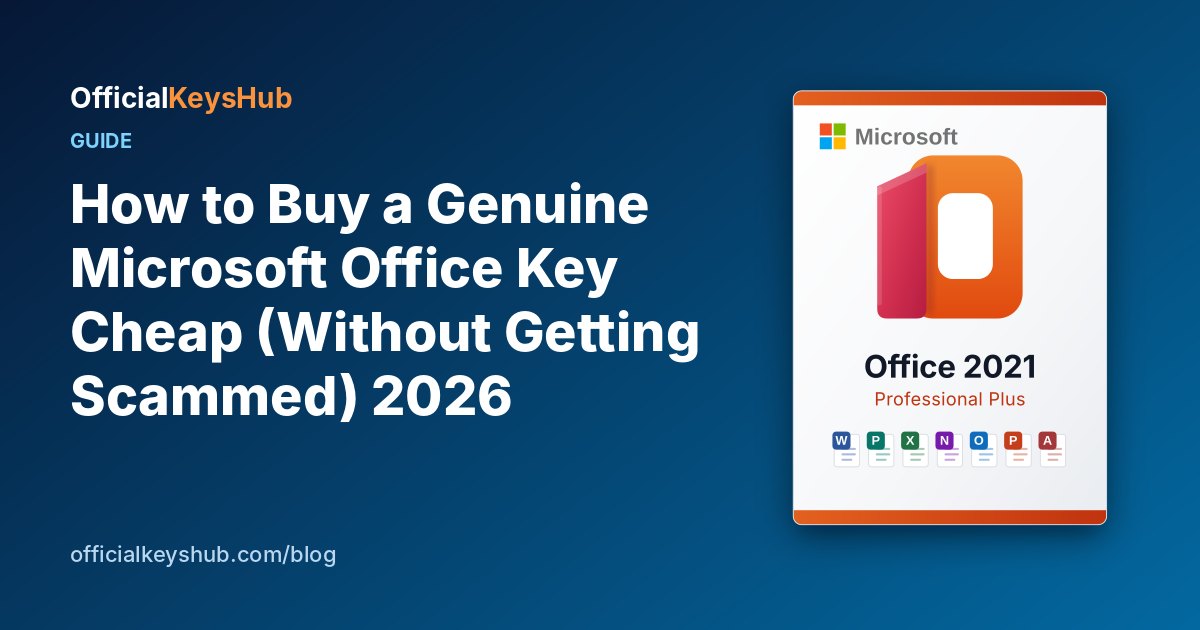 OfficialKeysHub
GUIDE
How to Buy a Genuine
Microsoft Office Key
Cheap (Without Getting
Scammed) 2026
officialkeyshub.com/blog
Microsoft
Office 2021
Professional Plus
W P X N O P A